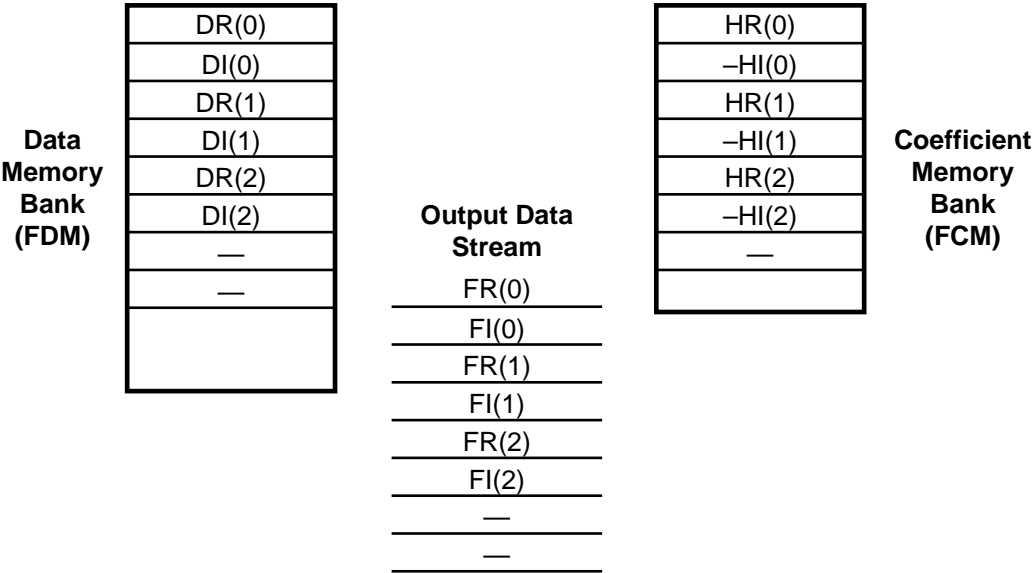 Data
Memory
Bank
(FDM)
DR(0)
DI(0)
DR(1)
DI(1)
DR(2)
DI(2)
—
—
Output Data
Stream
FR(0)
FI(0)
FR(1)
FI(1)
FR(2)
FI(2)
—
—
HR(0)
–HI(0)
HR(1)
–HI(1)
HR(2)
–HI(2)
—
Coefficient
Memory
Bank
(FCM)